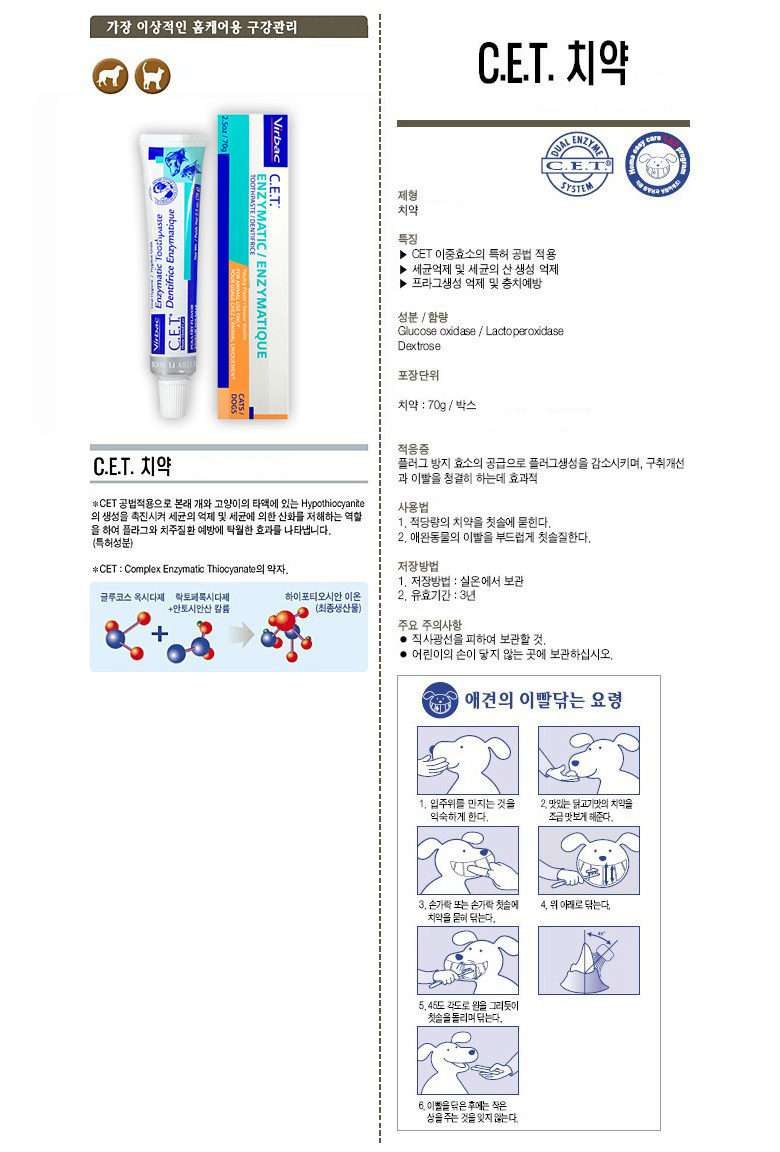 가장 이상적인 홈케어용 구강관리
Virbac
2.5oz / 70g
C.E.T.®
ENZYMATIC / ENZYMATIQUE
TOOTHPASTE / DENTIFRICE
FOR ANIMAL USE ONLY
CATS /
DOGS
Virbac
C.E.T.®
Enzymatic Toothpaste
Dentifrice Enzymatique
POULTRY FLAVOR
C.E.T. 치약
*CET 공법적용으로 본래 개와 고양이의 타액에 있는 Hypothiocyanite
의 생성을 촉진시켜 세균의 억제 및 세균에 의한 산화를 저해하는 역할
을 하여 플라그와 치주질환 예방에 탁월한 효과를 나타냅니다.
(특허성분)
*CET : Complex Enzymatic Thiocyanate의 약자.
글루코스 옥시다제
락토페록시다제
+안토시안산 칼륨
하이포티오시안 이온
(최종생산물)
C.E.T. 치약
DUAL ENZYME
C.E.T.®
SYSTEM
Home easy care CET program
제형
치약
특징
▶ CET 이중효소의 특허 공법 적용
▶ 세균억제 및 세균의 산 생성 억제
▶ 프라그생성 억제 및 충치예방
성분 / 함량
Glucose oxidase / Lactoperoxidase
Dextrose
포장단위
치약 : 70g / 박스
적응증
플러그 방지 효소의 공급으로 플러그생성을 감소시키며, 구취개선
과 이빨을 청결히 하는데 효과적
사용법
1. 적당량의 치약을 칫솔에 묻힌다.
2. 애완동물의 이빨을 부드럽게 칫솔질한다.
저장방법
1. 저장방법 : 실온에서 보관
2. 유효기간 : 3년
주요 주의사항
● 직사광선을 피하여 보관할 것.
● 어린이의 손이 닿지 않는 곳에 보관하십시오.
애견의 이빨닦는 요령
1. 입주위를 만지는 것을
익숙하게 한다.
2. 맛있는 닭고기맛의 치약을
조금 맛보게 해준다.
3. 손가락 또는 손가락 칫솔에
치약을 묻혀 닦는다.
4. 위 아래로 닦는다.
45°
5. 45도 각도로 원을 그리듯이
칫솔을 돌리며 닦는다.
6. 이빨을 닦은 후에는 작은
상을 주는 것을 잊지 않는다.